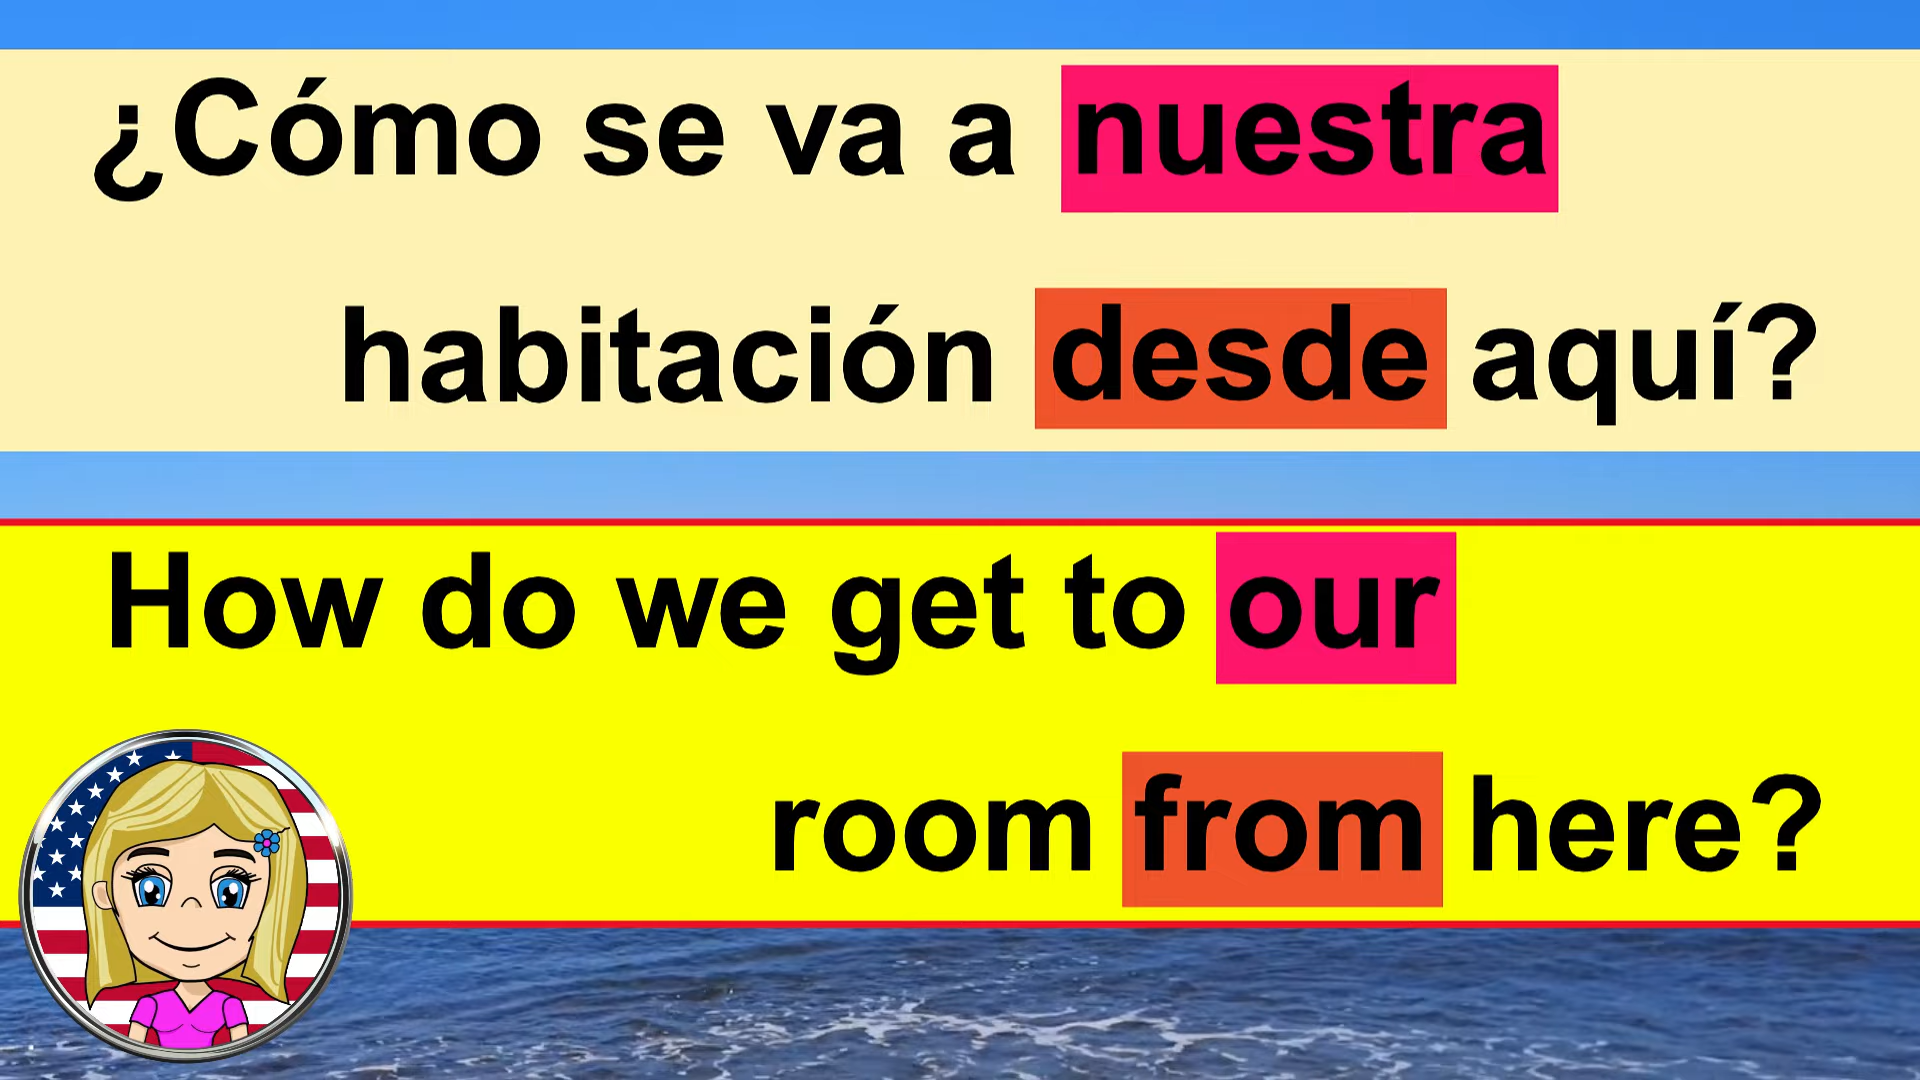 ¿Cómo se va a nuestra
habitación desde aquí?
How do we get to our
room from here?